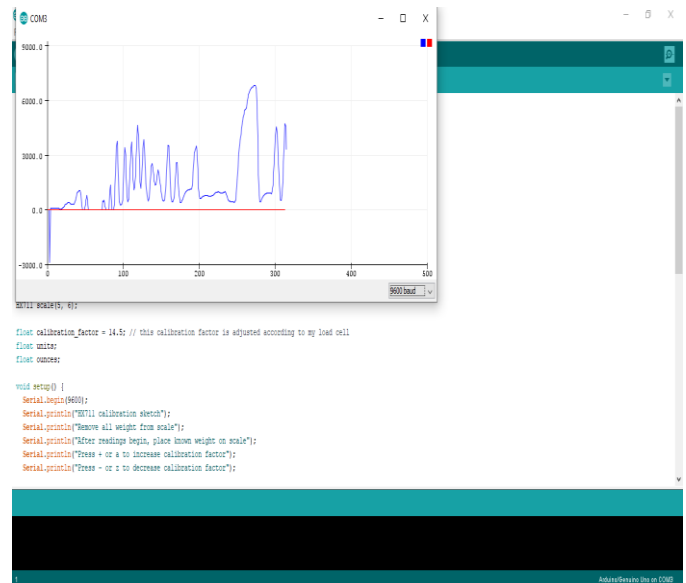 COM3
9000.0
6000.0
3000.0
0.0
-3000.0
0 100 200 300 400 500
9600 baud
HX711 scale(5, 6);
float calibration_factor = 14.5; // this calibration factor is adjusted according to my load cell
float units;
float ounces;
void setup() {
Serial.begin(9600);
Serial.println("HX711 calibration sketch");
Serial.println("Remove all weight from scale");
Serial.println("After readings begin, place known weight on scale");
Serial.println("Press + or a to increase calibration factor");
Serial.println("Press - or z to decrease calibration factor");
1 Arduino/Genuino Uno on COM3